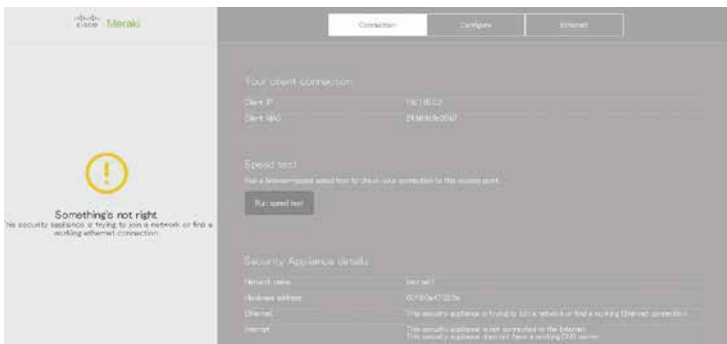 cisco Meraki
Connection
Configure
Ethernet
Something's not right
This security appliance is trying to join a network or find a
working ethernet connection
Your client connection
Client IP
Client MAC
Speed test
Run a browser-based speed test to check your connection to this access point.
Run speed test
Security Appliance details
Network name
Hardware address
Ethernet
This security appliance is trying to join a network or find a working Ethernet connection
Internet
This security appliance is not connected to the Internet
This security appliance does not have a working DNS server